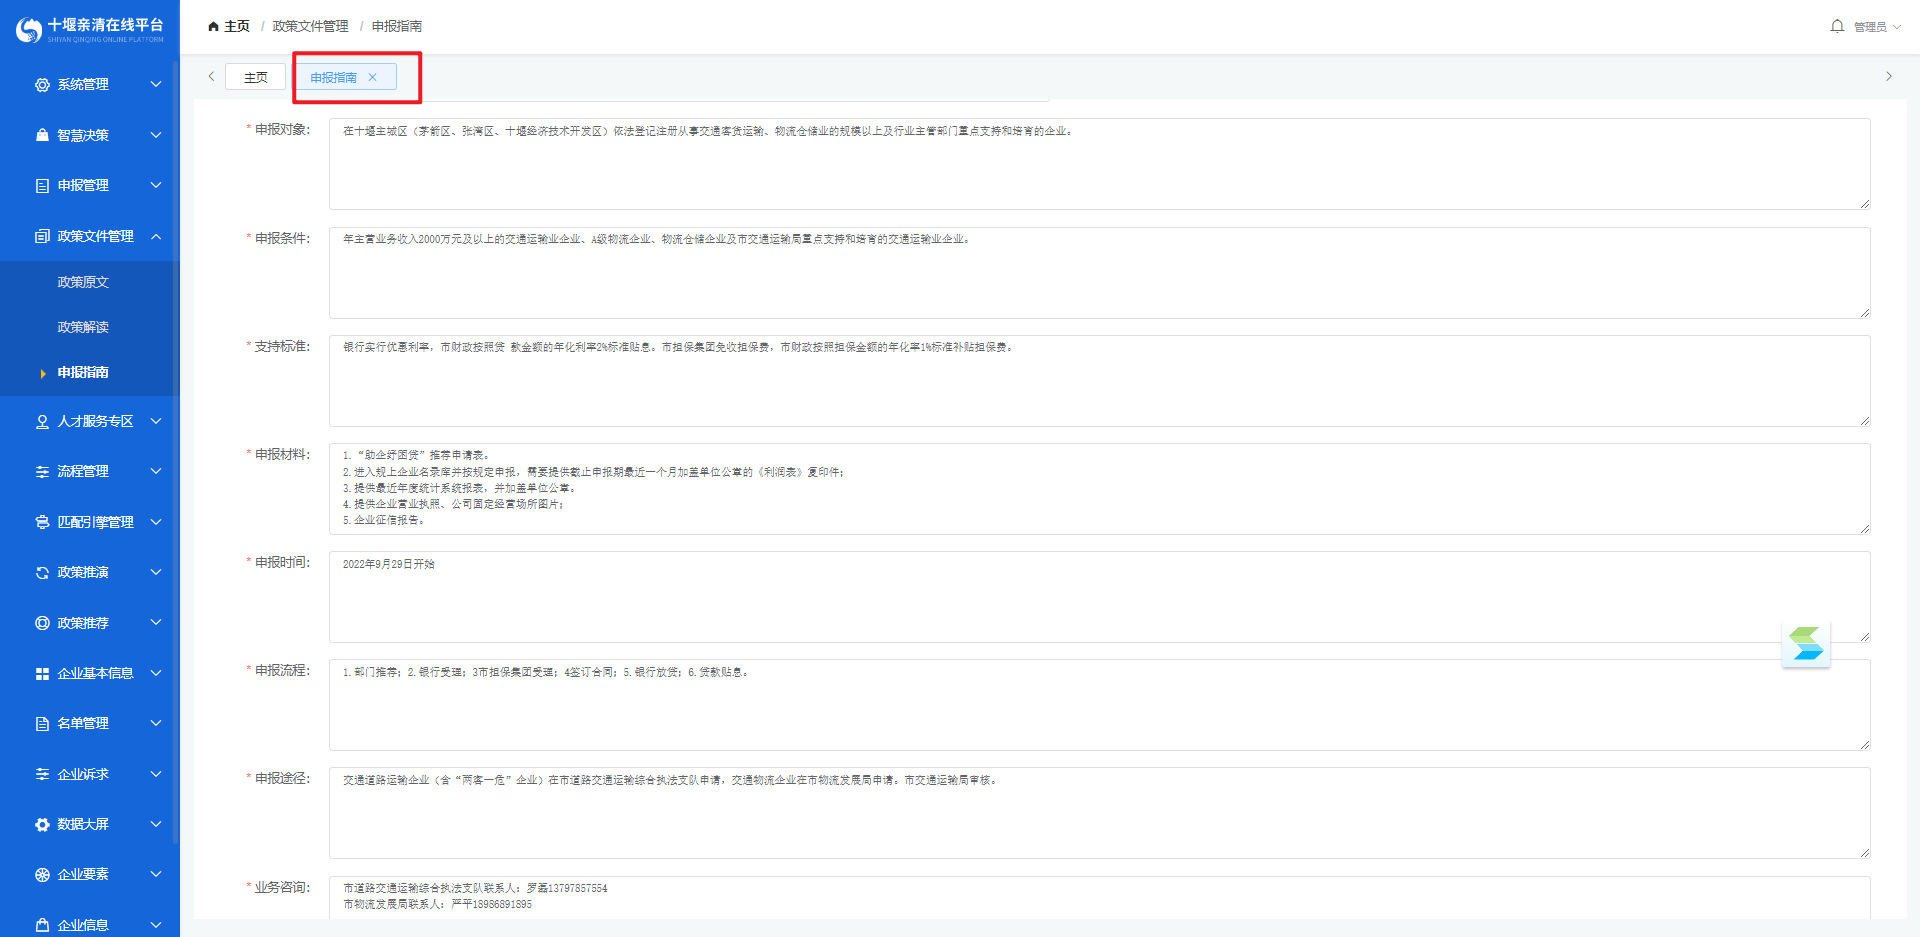 十堰亲清在线平台
SHIYAN QINQING ONLINE PLATFORM
主页 / 政策文件管理 / 申报指南
管理员
主页
申报指南
系统管理
智慧决策
申报管理
政策文件管理
政策原文
政策解读
申报指南
人才服务专区
流程管理
匹配引擎管理
政策推演
政策推荐
企业基本信息
名单管理
企业诉求
数据大屏
企业要素
企业信息
* 申报对象:
在十堰主城区（茅箭区、张湾区、十堰经济技术开发区）依法登记注册从事交通客货运输、物流仓储业的规模以上及行业主管部门重点支持和培育的企业。
* 申报条件:
年主营业务收入2000万元及以上的交通运输业企业、A级物流企业、物流仓储企业及市交通运输局重点支持和培育的交通运输业企业。
* 支持标准:
银行实行优惠利率，市财政按照贷 款金额的年化利率2%标准贴息。市担保集团免收担保费，市财政按照担保金额的年化率1%标准补贴担保费。
* 申报材料:
1.“助企纾困贷”推荐申请表。
2.进入规上企业名录库并按规定申报，需要提供截止申报期最近一个月加盖单位公章的《利润表》复印件；
3.提供最近年度统计系统报表，并加盖单位公章。
4.提供企业营业执照、公司固定经营场所图片；
5.企业征信报告。
* 申报时间:
2022年9月29日开始
* 申报流程:
1.部门推荐；2.银行受理；3市担保集团受理；4签订合同；5.银行放贷；6.贷款贴息。
* 申报途径:
交通道路运输企业（含“两客一危”企业）在市道路交通运输综合执法支队申请，交通物流企业在市物流发展局申请。市交通运输局审核。
* 业务咨询:
市道路交通运输综合执法支队联系人：罗磊13797857554
市物流发展局联系人：严平18986891895